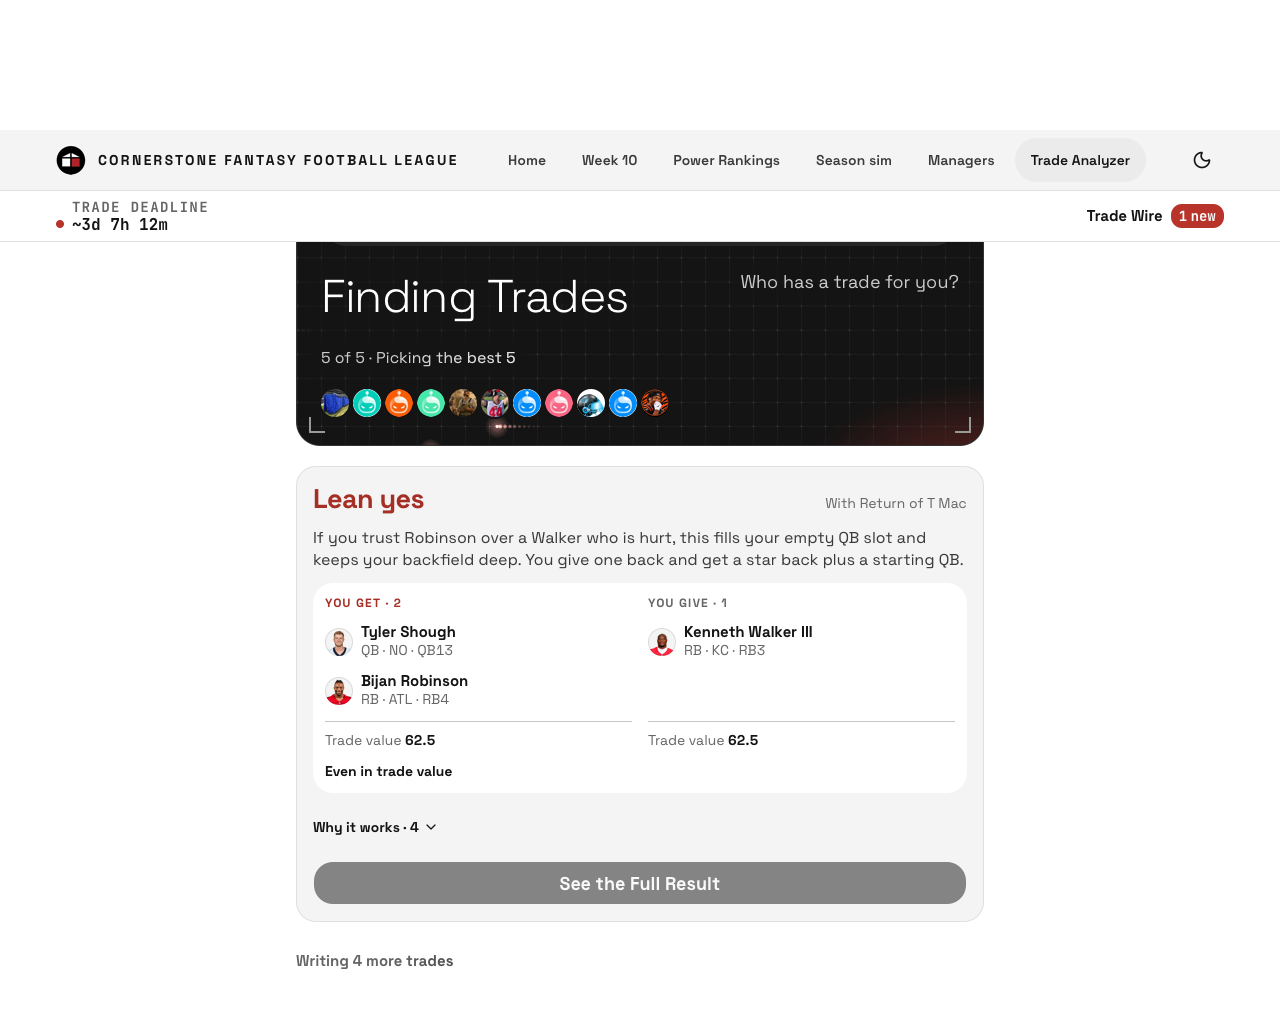 CORNERSTONE FANTASY FOOTBALL LEAGUE
Home
Week 10
Power Rankings
Season sim
Managers
Trade Analyzer
TRADE DEADLINE
~3d 7h 12m
Trade Wire
1 new
Finding Trades
Who has a trade for you?
5 of 5 · Picking the best 5
Lean yes
With Return of T Mac
If you trust Robinson over a Walker who is hurt, this fills your empty QB slot and
keeps your backfield deep. You give one back and get a star back plus a starting QB.
YOU GET · 2
Tyler Shough
QB · NO · QB13
Bijan Robinson
RB · ATL · RB4
Trade value 62.5
Even in trade value
YOU GIVE · 1
Kenneth Walker III
RB · KC · RB3
Trade value 62.5
Why it works · 4
See the Full Result
Writing 4 more trades